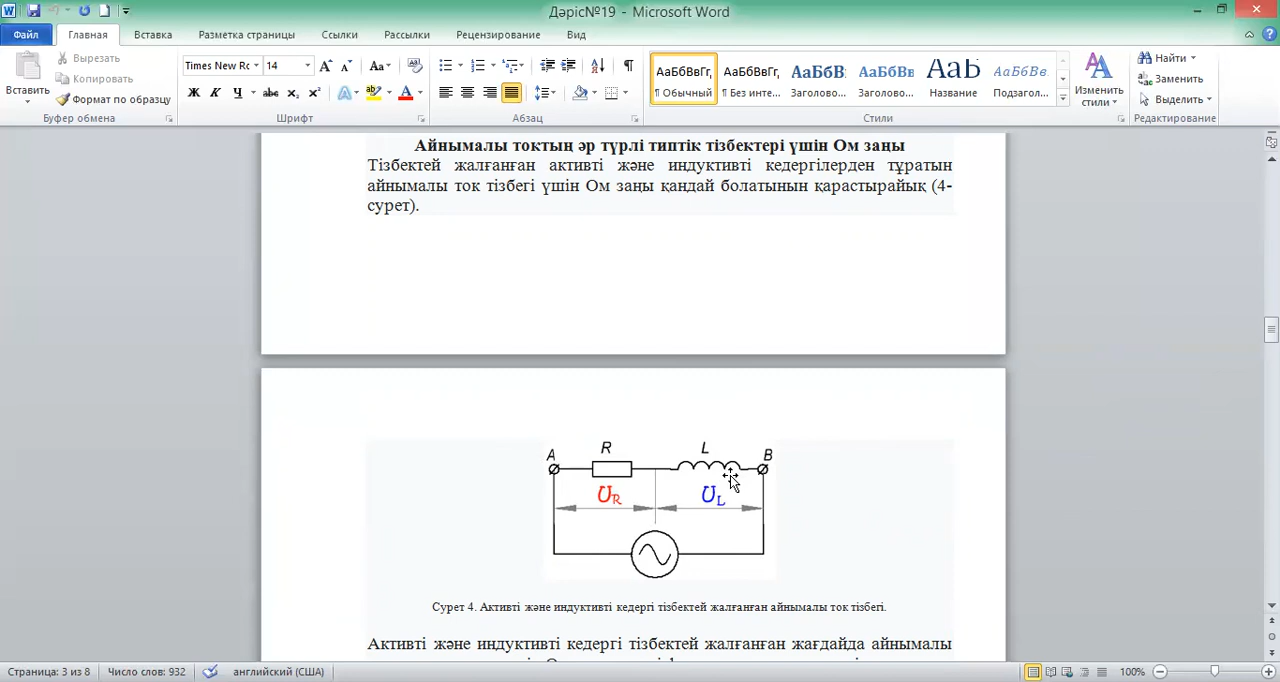 Дәріс№19 - Microsoft Word
Файл Главная Вставка Разметка страницы Ссылки Рассылки Рецензирование Вид
Вставить
Вырезать
Копировать
Формат по образцу
Буфер обмена
Times New Rc 14
Ж К Ч abc x₂ x²
Шрифт
Абзац
АаБбВвГг, АаБбВвГг, АаБбВ: АаБбВв АаБ АаБбВв.
¶ Обычный ¶ Без инте... Заголово... Заголово... Название Подзагол...
Стили
Изменить стили
Найти
Заменить
Выделить
Редактирование
Айнымалы токтың әр түрлі типтік тізбектері үшін Ом заңы
Тізбектей жалғанған активті және индуктивті кедергілерден тұратын
айнымалы ток тізбегі үшін Ом заңы қандай болатынын қарастырайық (4-
сурет).
A R L B
UR UL
Сурет 4. Активті және индуктивті кедергі тізбектей жалғанған айнымалы ток тізбегі.
Активті және индуктивті кедергі тізбектей жалғанған жағдайда айнымалы
Страница: 3 из 8 Число слов: 932 английский (США) 100%